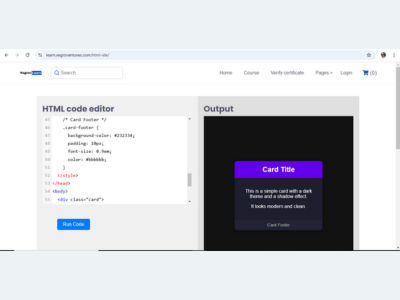 learn.wgroventures.com/html-ide/
Search...
Home
Course
Verify certificate
Pages
Login
(0)
HTML code editor
Output
45 /* Card Footer */
46 .card-footer {
47 background-color: #232334;
48 padding: 10px;
49 font-size: 0.9em;
50 color: #bbbbbb;
51 }
52 </style>
53 </head>
54 <body>
55 <div class="card">
Run Code
Card Title
This is a simple card with a dark
theme and a shadow effect.
It looks modern and clean.
Card Footer